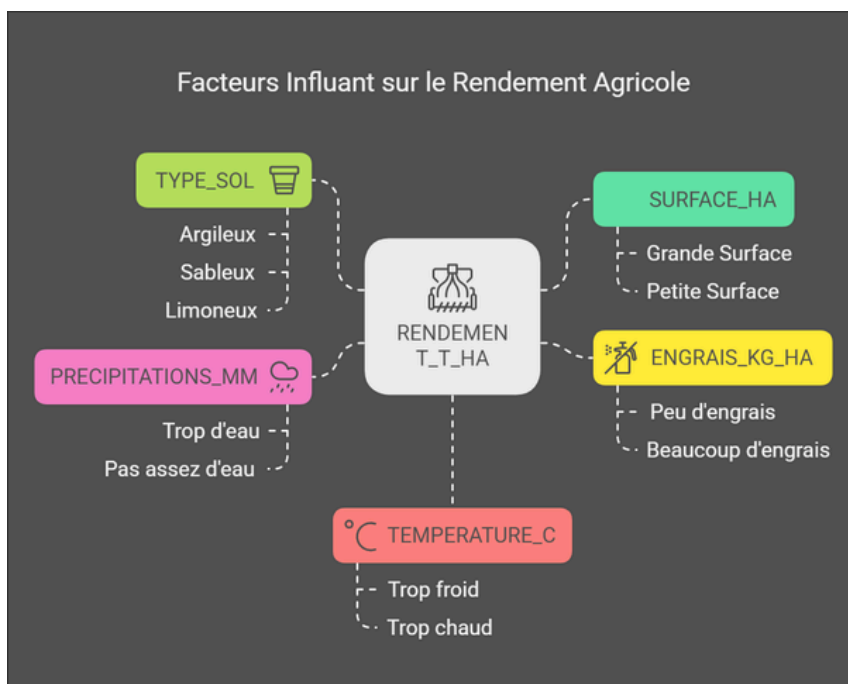 Facteurs Influant sur le Rendement Agricole
TYPE_SOL
Argileux
Sableux
Limoneux
PRECIPITATIONS_MM
Trop d'eau
Pas assez d'eau
RENDEMEN
T_T_HA
SURFACE_HA
Grande Surface
Petite Surface
ENGRAIS_KG_HA
Peu d'engrais
Beaucoup d'engrais
°C TEMPERATURE_C
Trop froid
Trop chaud